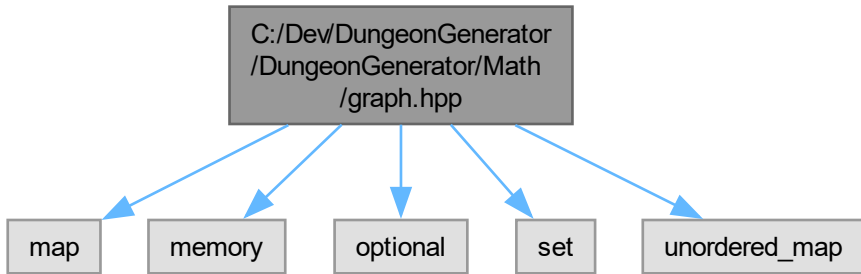 C:/Dev/DungeonGenerator
/DungeonGenerator/Math
/graph.hpp
map
memory
optional
set
unordered_map